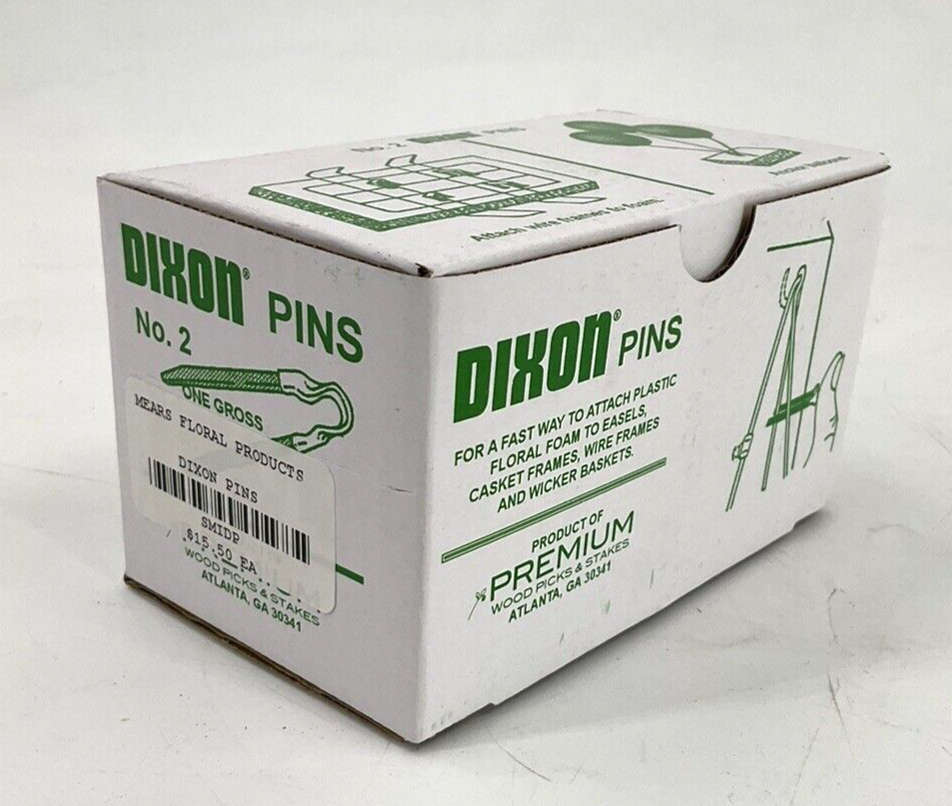 No. 2 DIXON PINS
Attach wire frames to foam.
Anchor balloons.
DIXON® PINS
No. 2
ONE GROSS
MEARS FLORAL PRODUCTS
DIXON PINS
SMIDP
$15.50 EA
WOOD PICKS & STAKES
ATLANTA, GA 30341
DIXON® PINS
FOR A FAST WAY TO ATTACH PLASTIC
FLORAL FOAM TO EASELS,
CASKET FRAMES, WIRE FRAMES
AND WICKER BASKETS.
PRODUCT OF
PREMIUM
WOOD PICKS & STAKES
ATLANTA, GA 30341